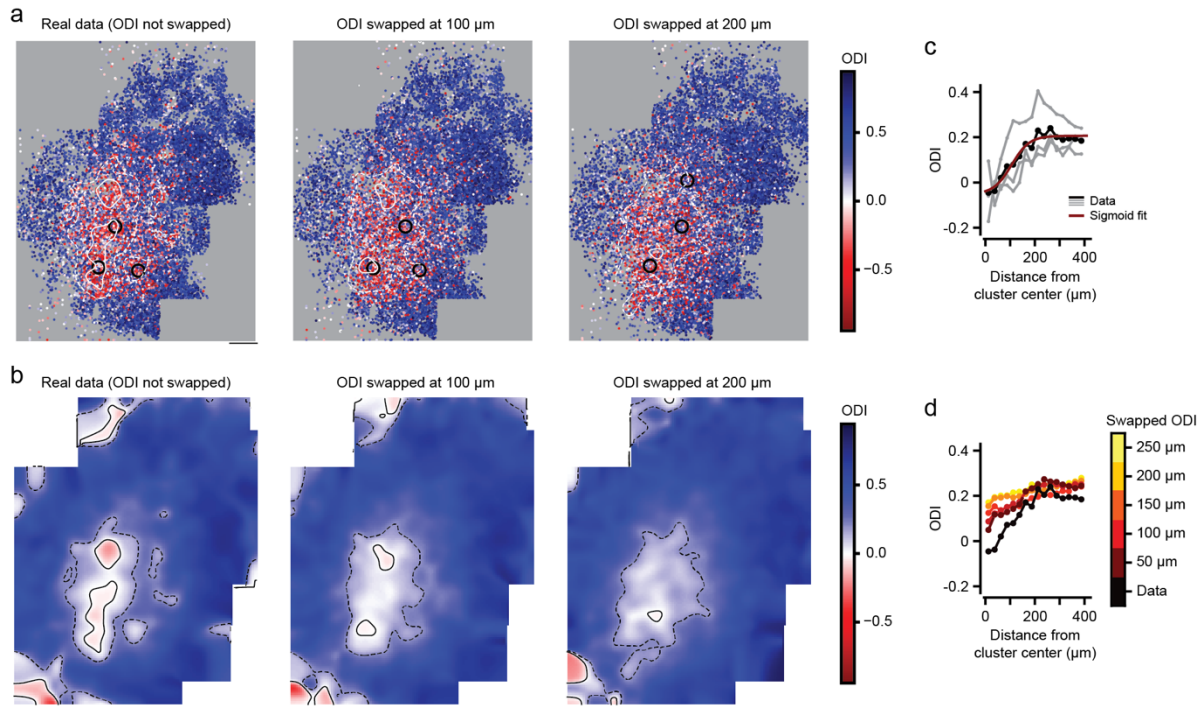 a
Real data (ODI not swapped)
ODI swapped at 100 µm
ODI swapped at 200 µm
ODI
0.5
0.0
−0.5
c
0.4
0.2
0
-0.2
ODI
Data
Sigmoid fit
0
200
400
Distance from
cluster center (µm)
b
Real data (ODI not swapped)
ODI swapped at 100 µm
ODI swapped at 200 µm
ODI
0.5
0.0
−0.5
d
0.4
0.2
0
-0.2
ODI
0
200
400
Distance from
cluster center (µm)
Swapped ODI
250 µm
200 µm
150 µm
100 µm
50 µm
Data